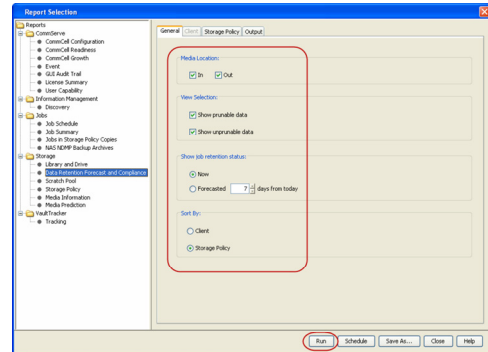 Report Selection
Reports
CommServe
CommCell Configuration
CommCell Readiness
CommCell Growth
Event
GUI Audit Trail
License Summary
User Capability
Information Management
Discovery
Jobs
Job Schedule
Job Summary
Jobs in Storage Policy Copies
NAS NDMP Backup Archives
Storage
Library and Drive
Data Retention Forecast and Compliance
Scratch Pool
Storage Policy
Media Information
Media Prediction
VaultTracker
Tracking
General Client Storage Policy Output
Media Location:
In Out
View Selection:
Show prunable data
Show unprunable data
Show job retention status:
Now
Forecasted 7 days from today
Sort By:
Client
Storage Policy
Run Schedule Save As... Close Help